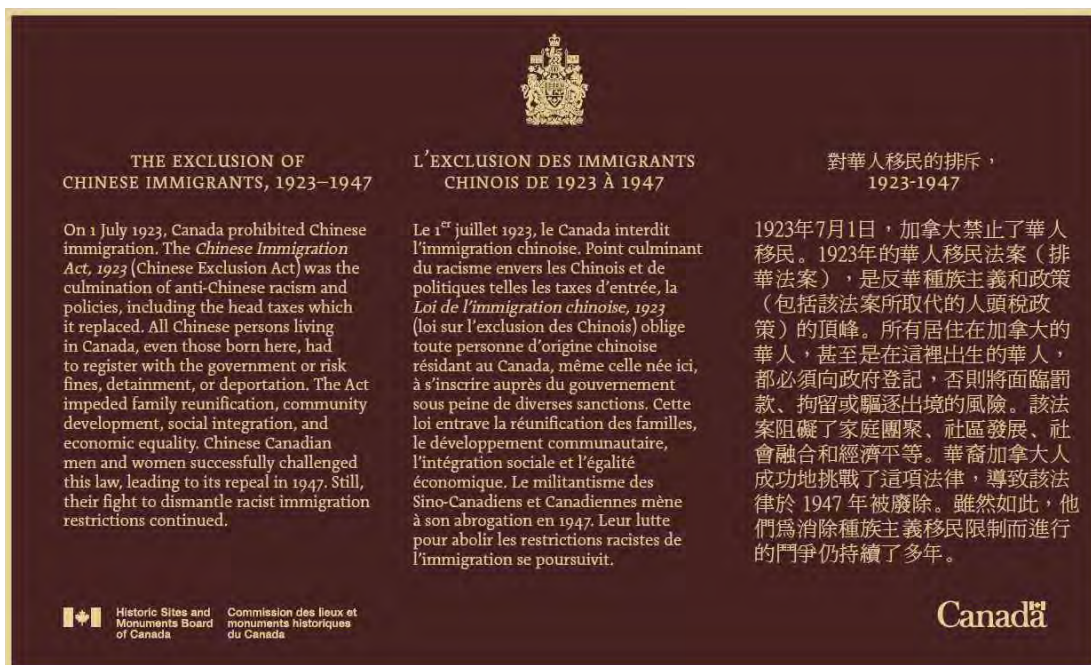 THE EXCLUSION OF
CHINESE IMMIGRANTS, 1923–1947
On 1 July 1923, Canada prohibited Chinese
immigration. The Chinese Immigration
Act, 1923 (Chinese Exclusion Act) was the
culmination of anti-Chinese racism and
policies, including the head taxes which
it replaced. All Chinese persons living
in Canada, even those born here, had
to register with the government or risk
fines, detainment, or deportation. The Act
impeded family reunification, community
development, social integration, and
economic equality. Chinese Canadian
men and women successfully challenged
this law, leading to its repeal in 1947. Still,
their fight to dismantle racist immigration
restrictions continued.
L’EXCLUSION DES IMMIGRANTS
CHINOIS DE 1923 À 1947
Le 1er juillet 1923, le Canada interdit
l’immigration chinoise. Point culminant
du racisme envers les Chinois et de
politiques telles les taxes d’entrée, la
Loi de l’immigration chinoise, 1923
(loi sur l’exclusion des Chinois) oblige
toute personne d’origine chinoise
résidant au Canada, même celle née ici,
à s’inscrire auprès du gouvernement
sous peine de diverses sanctions. Cette
loi entrave la réunification des familles,
le développement communautaire,
l’intégration sociale et l’égalité
économique. Le militantisme des
Sino-Canadiens et Canadiennes mène
à son abrogation en 1947. Leur lutte
pour abolir les restrictions racistes de
l’immigration se poursuivit.
對華人移民的排斥，
1923-1947
1923年7月1日，加拿大禁止了華人
移民。1923年的華人移民法案（排
華法案），是反華種族主義和政策
（包括該法案所取代的人頭稅政
策）的頂峰。所有居住在加拿大的
華人，甚至是在這裡出生的華人，
都必須向政府登記，否則將面臨罰
款、拘留或驅逐出境的風險。該法
案阻礙了家庭團聚、社區發展、社
會融合和經濟平等。華裔加拿大人
成功地挑戰了這項法律，導致該法
律於 1947 年被廢除。雖然如此，他
們爲消除種族主義移民限制而進行
的鬥爭仍持續了多年。
Historic Sites and
Monuments Board
of Canada
Commission des lieux et
monuments historiques
du Canada
Canada